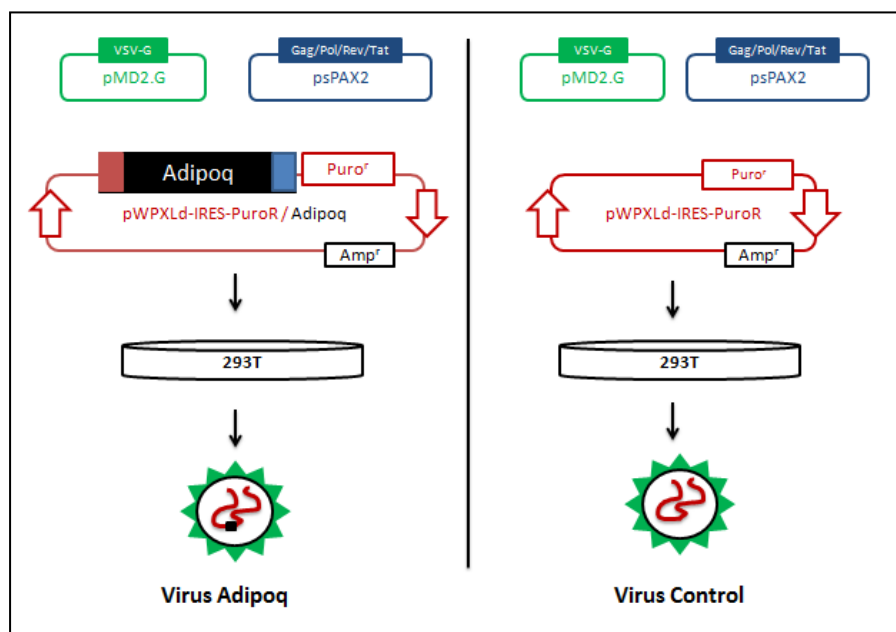 VSV-G
pMD2.G
Gag/Pol/Rev/Tat
psPAX2
Adipoq
Puroʳ
pWPXLd-IRES-PuroR / Adipoq
Ampʳ
293T
Virus Adipoq
VSV-G
pMD2.G
Gag/Pol/Rev/Tat
psPAX2
Puroʳ
pWPXLd-IRES-PuroR
Ampʳ
293T
Virus Control